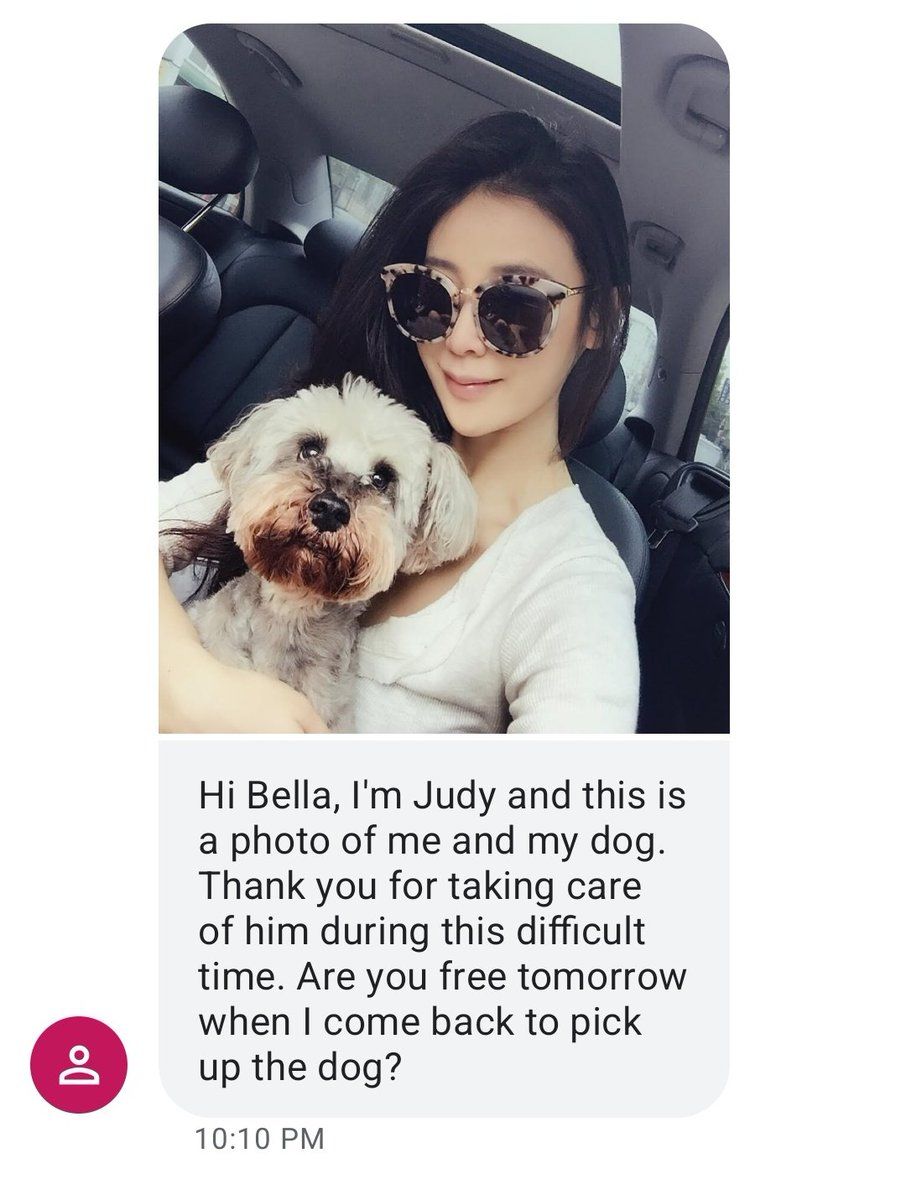 Hi Bella, I'm Judy and this is
a photo of me and my dog.
Thank you for taking care
of him during this difficult
time. Are you free tomorrow
when I come back to pick
up the dog?
10:10 PM